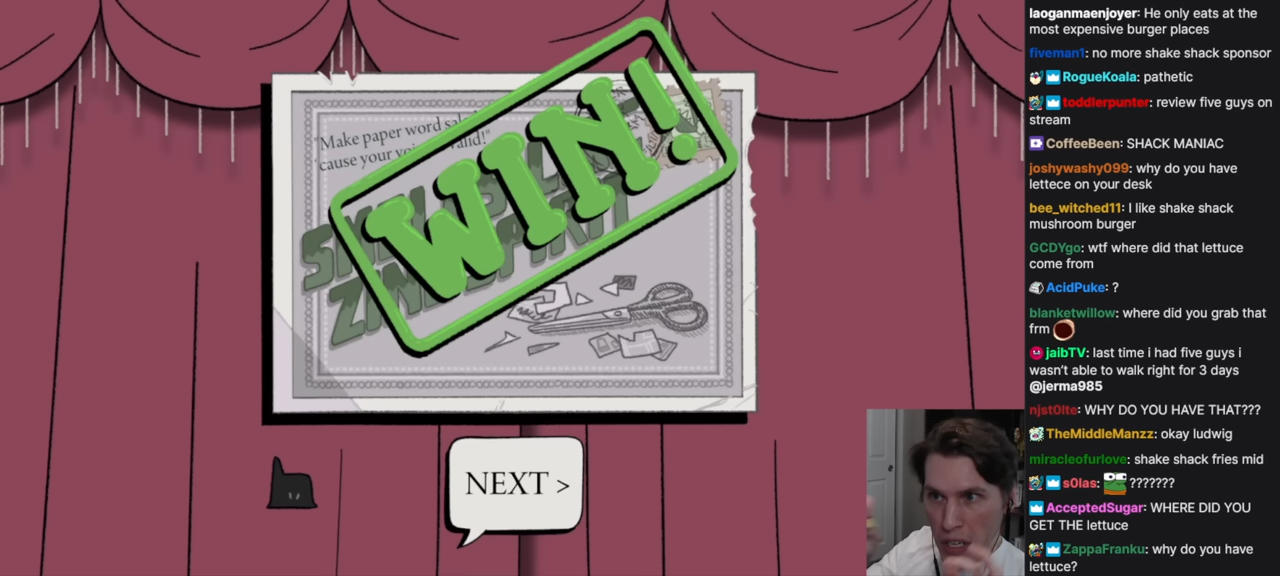 "Make paper word
'cause your
WIN!
NEXT >
laoganmaenjoyer: He only eats at the
most expensive burger places
fiveman1: no more shake shack sponsor
RogueKoala: pathetic
toddlerpunter: review five guys on
stream
CoffeeBean: SHACK MANIAC
joshywashy099: why do you have
lettece on your desk
bee_witched11: I like shake shack
mushroom burger
GCDYgo: wtf where did that lettuce
come from
AcidPuke: ?
blanketwillow: where did you grab that
frm
jaibTV: last time i had five guys i
wasn't able to walk right for 3 days
@jerma985
njst0lte: WHY DO YOU HAVE THAT???
TheMiddleManzz: okay ludwig
miracleofurlove: shake shack fries mid
s0las: ???????
AcceptedSugar: WHERE DID YOU
GET THE lettuce
ZappaFranku: why do you have
lettuce?